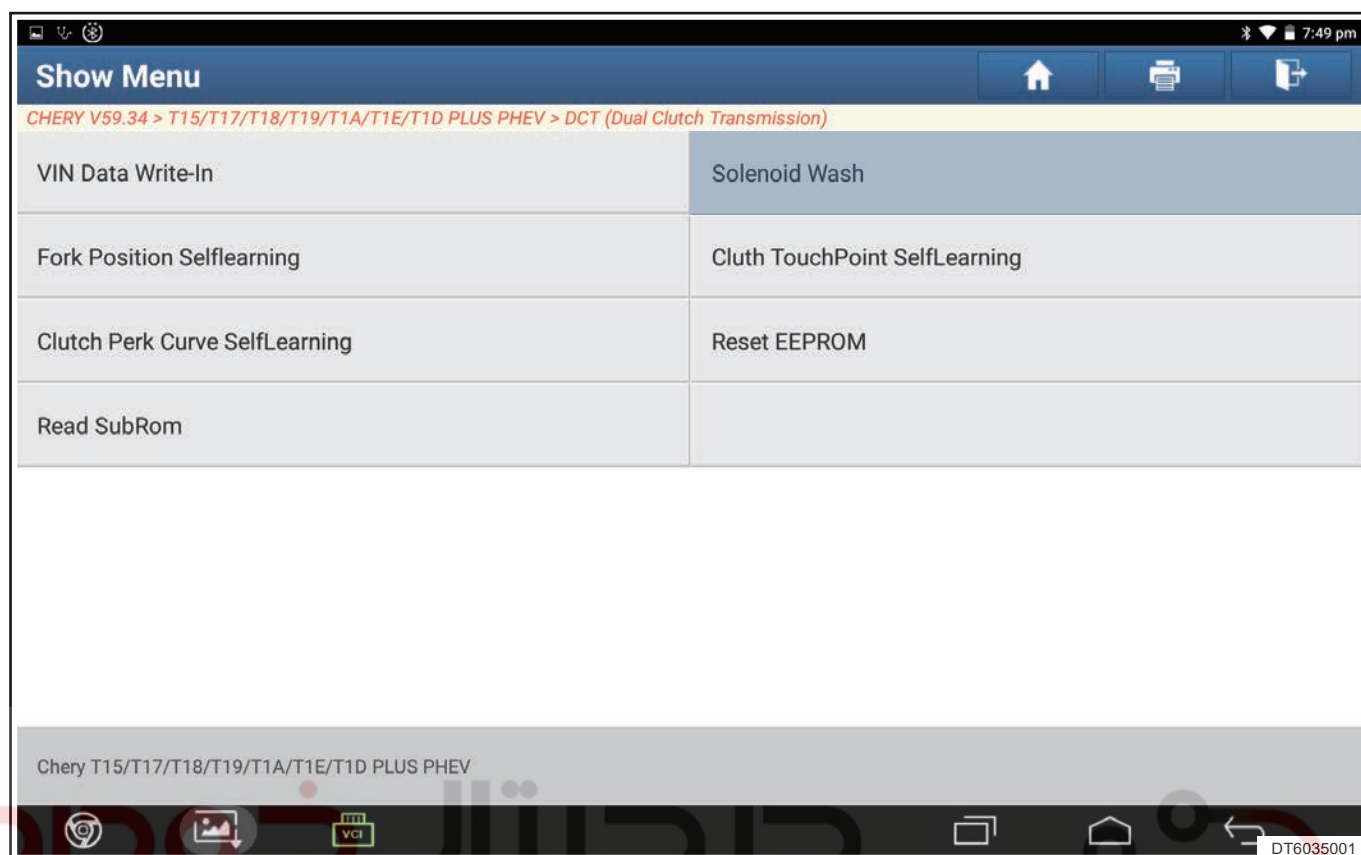 7:49 pm
Show Menu
CHERY V59.34 > T15/T17/T18/T19/T1A/T1E/T1D PLUS PHEV > DCT (Dual Clutch Transmission)
VIN Data Write-In
Solenoid Wash
Fork Position Selflearning
Cluth TouchPoint SelfLearning
Clutch Perk Curve SelfLearning
Reset EEPROM
Read SubRom
Chery T15/T17/T18/T19/T1A/T1E/T1D PLUS PHEV
VCI
DT6035001